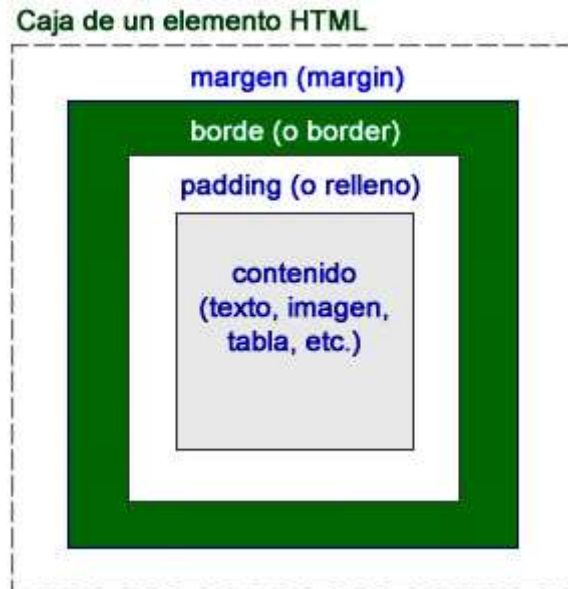 Caja de un elemento HTML
margen (margin)
borde (o border)
padding (o relleno)
contenido
(texto, imagen,
tabla, etc.)